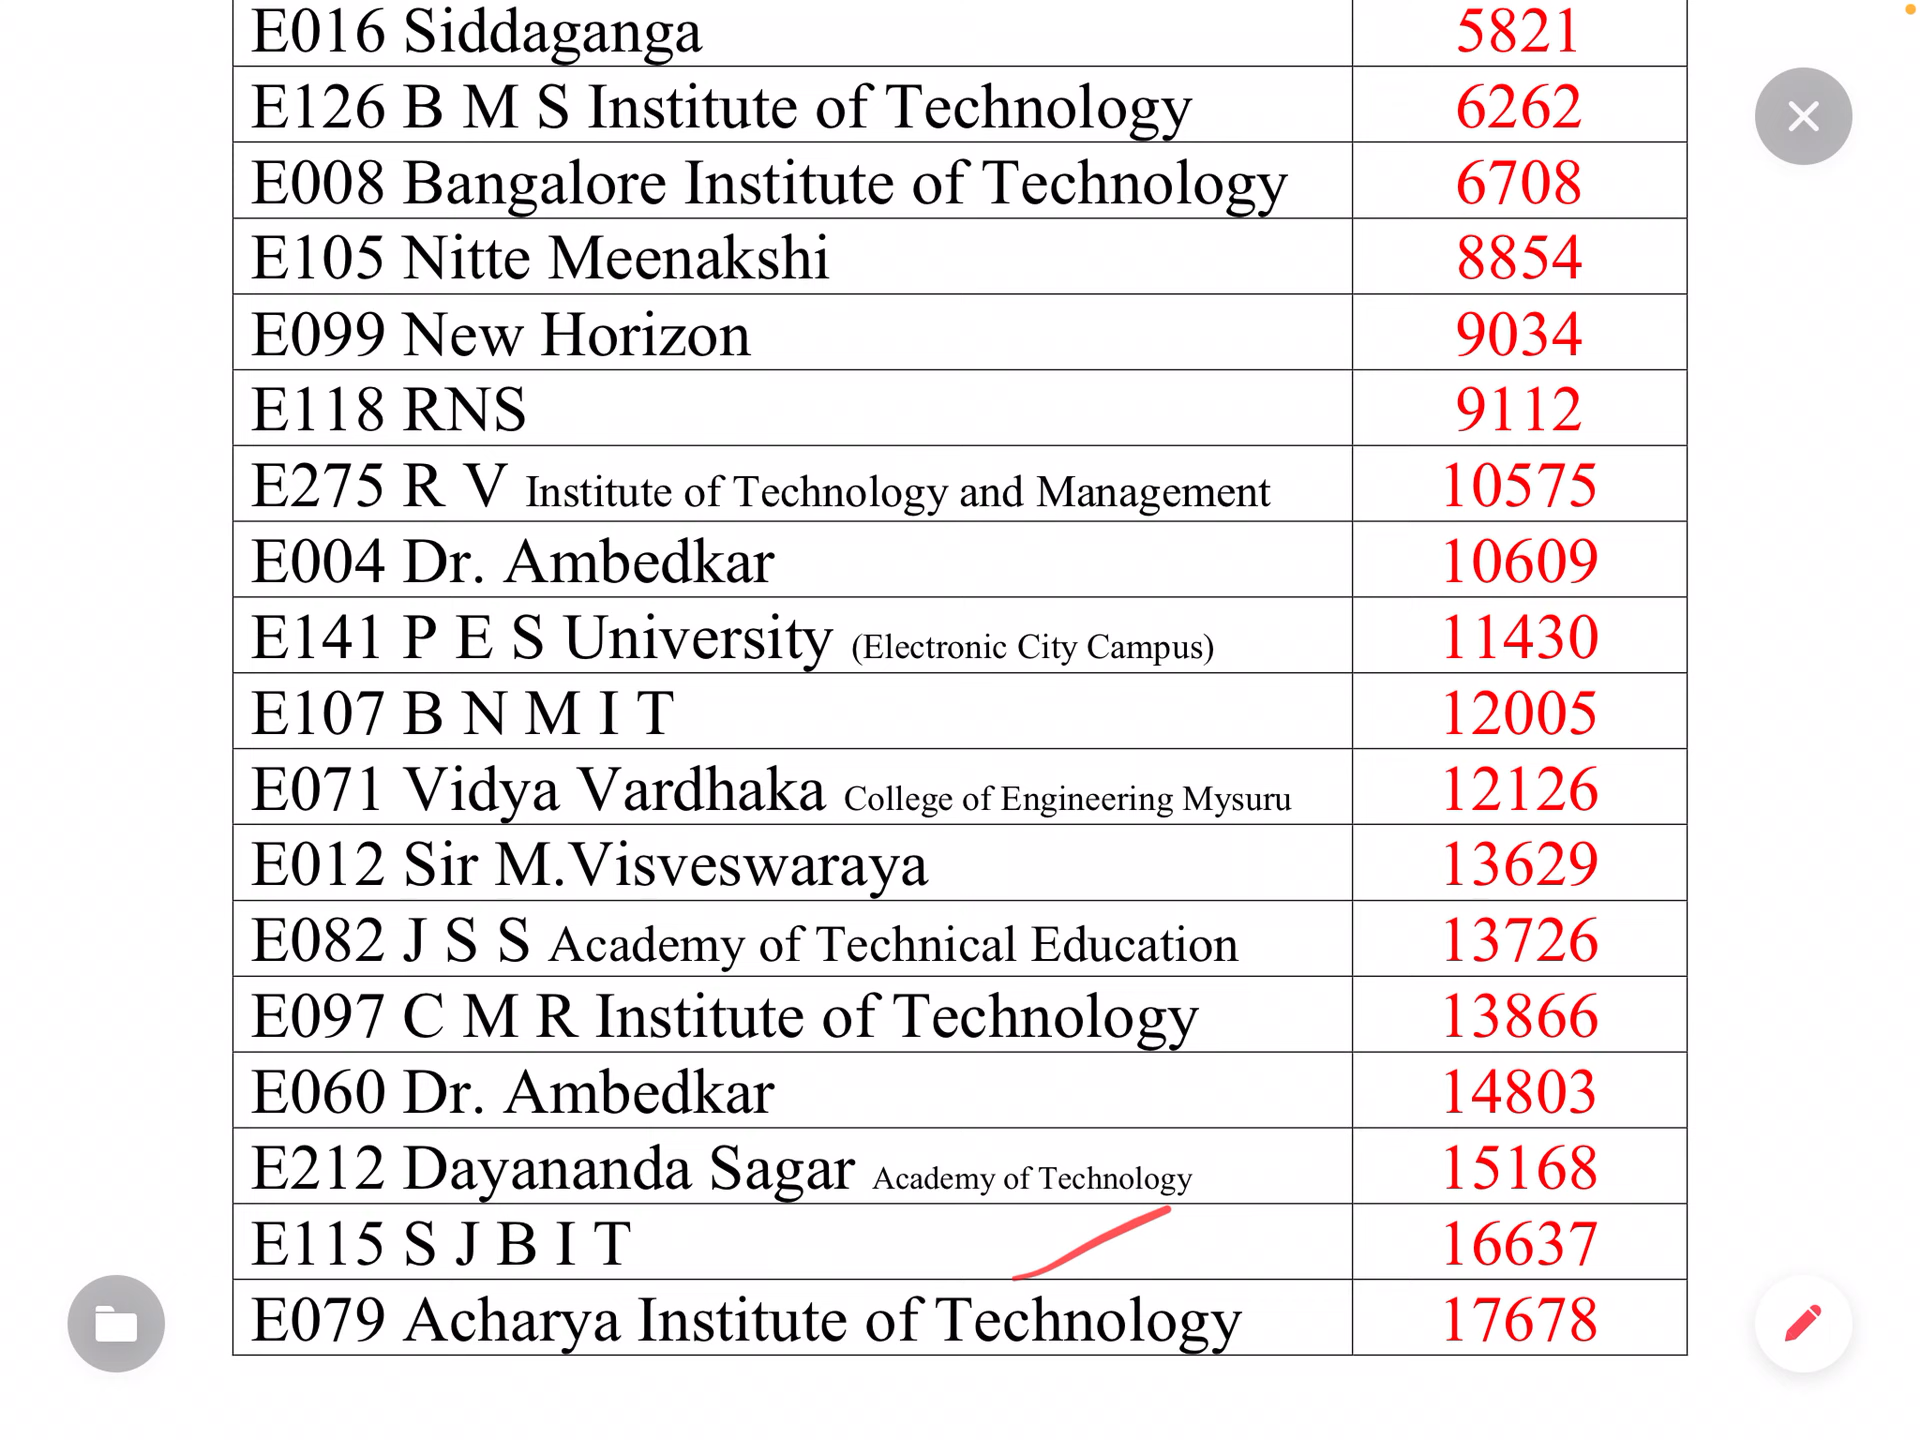 E016 Siddaganga 5821
E126 B M S Institute of Technology 6262
E008 Bangalore Institute of Technology 6708
E105 Nitte Meenakshi 8854
E099 New Horizon 9034
E118 RNS 9112
E275 R V Institute of Technology and Management 10575
E004 Dr. Ambedkar 10609
E141 P E S University (Electronic City Campus) 11430
E107 B N M I T 12005
E071 Vidya Vardhaka College of Engineering Mysuru 12126
E012 Sir M.Visveswaraya 13629
E082 J S S Academy of Technical Education 13726
E097 C M R Institute of Technology 13866
E060 Dr. Ambedkar 14803
E212 Dayananda Sagar Academy of Technology 15168
E115 S J B I T 16637
E079 Acharya Institute of Technology 17678